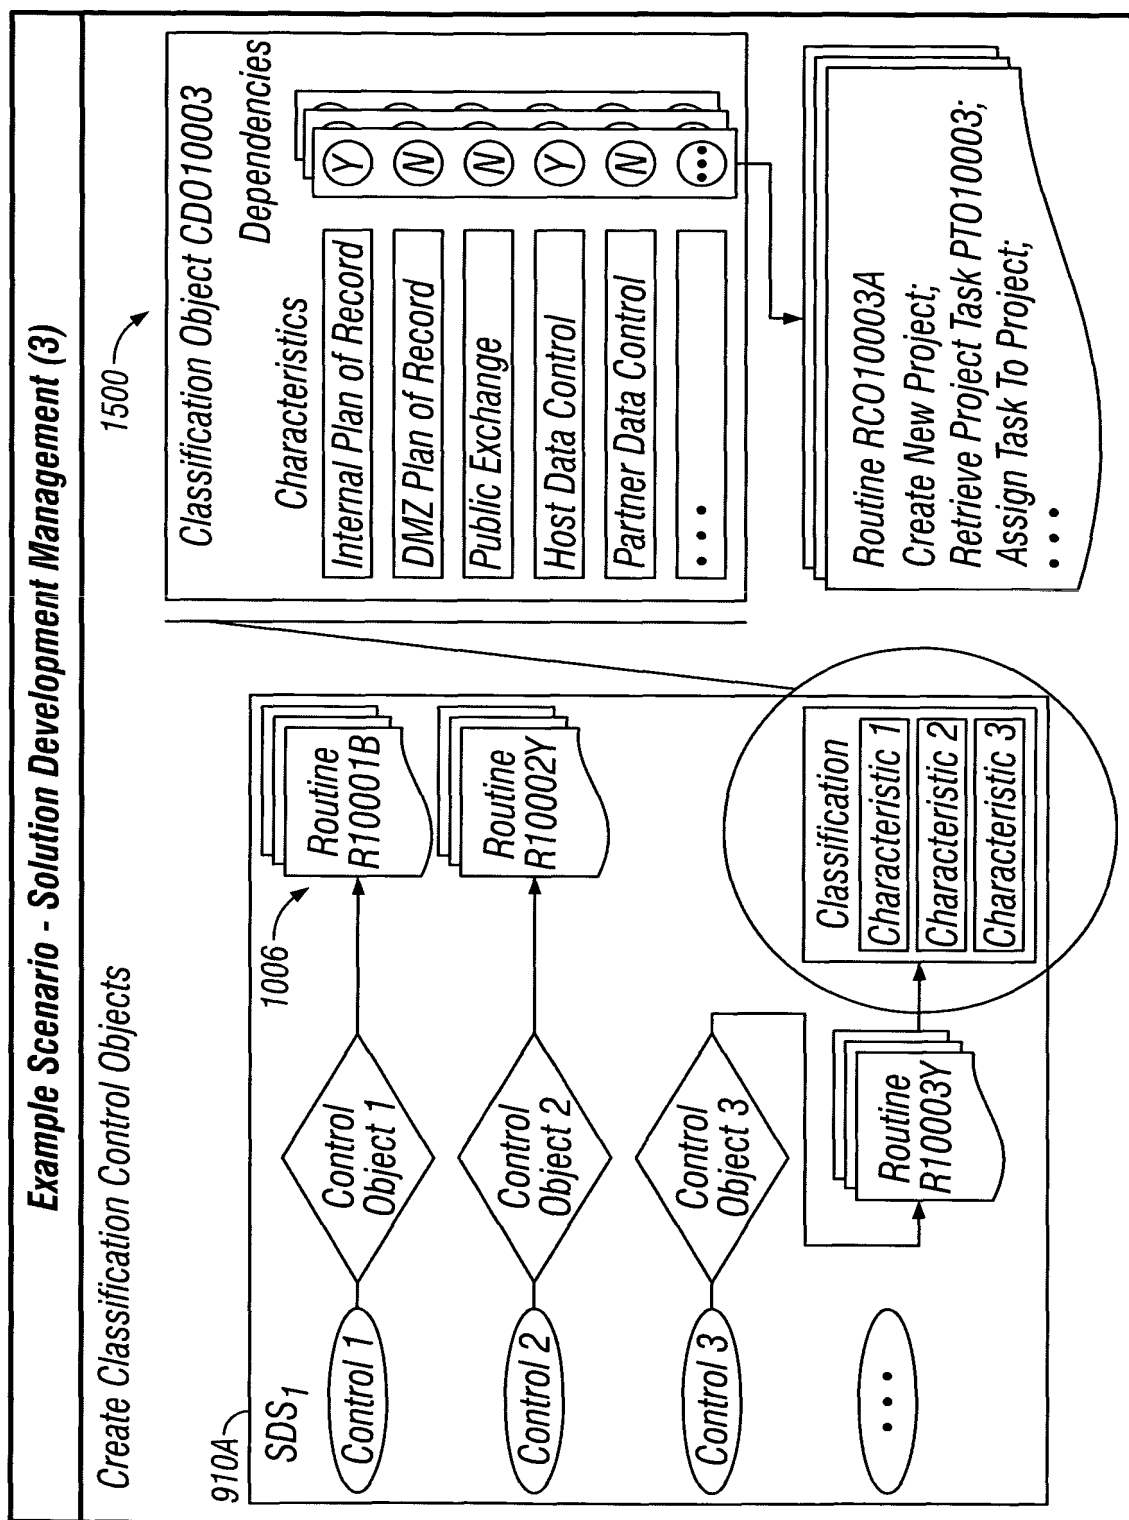 Example Scenario - Solution Development Management (3)
Create Classification Control Objects
910A
SDS1
Control 1
Control
Object 1
1006
Routine
R10001B
Control 2
Control
Object 2
Routine
R10002Y
Control 3
Control
Object 3
Routine
R10003Y
• • •
Classification
Characteristic 1
Characteristic 2
Characteristic 3
1500
Classification Object CDO10003
Characteristics
Dependencies
Internal Plan of Record
Y
DMZ Plan of Record
N
Public Exchange
N
Host Data Control
Y
Partner Data Control
N
• • •
•••
Routine RCO10003A
Create New Project;
Retrieve Project Task PTO10003;
Assign Task To Project;
• • •